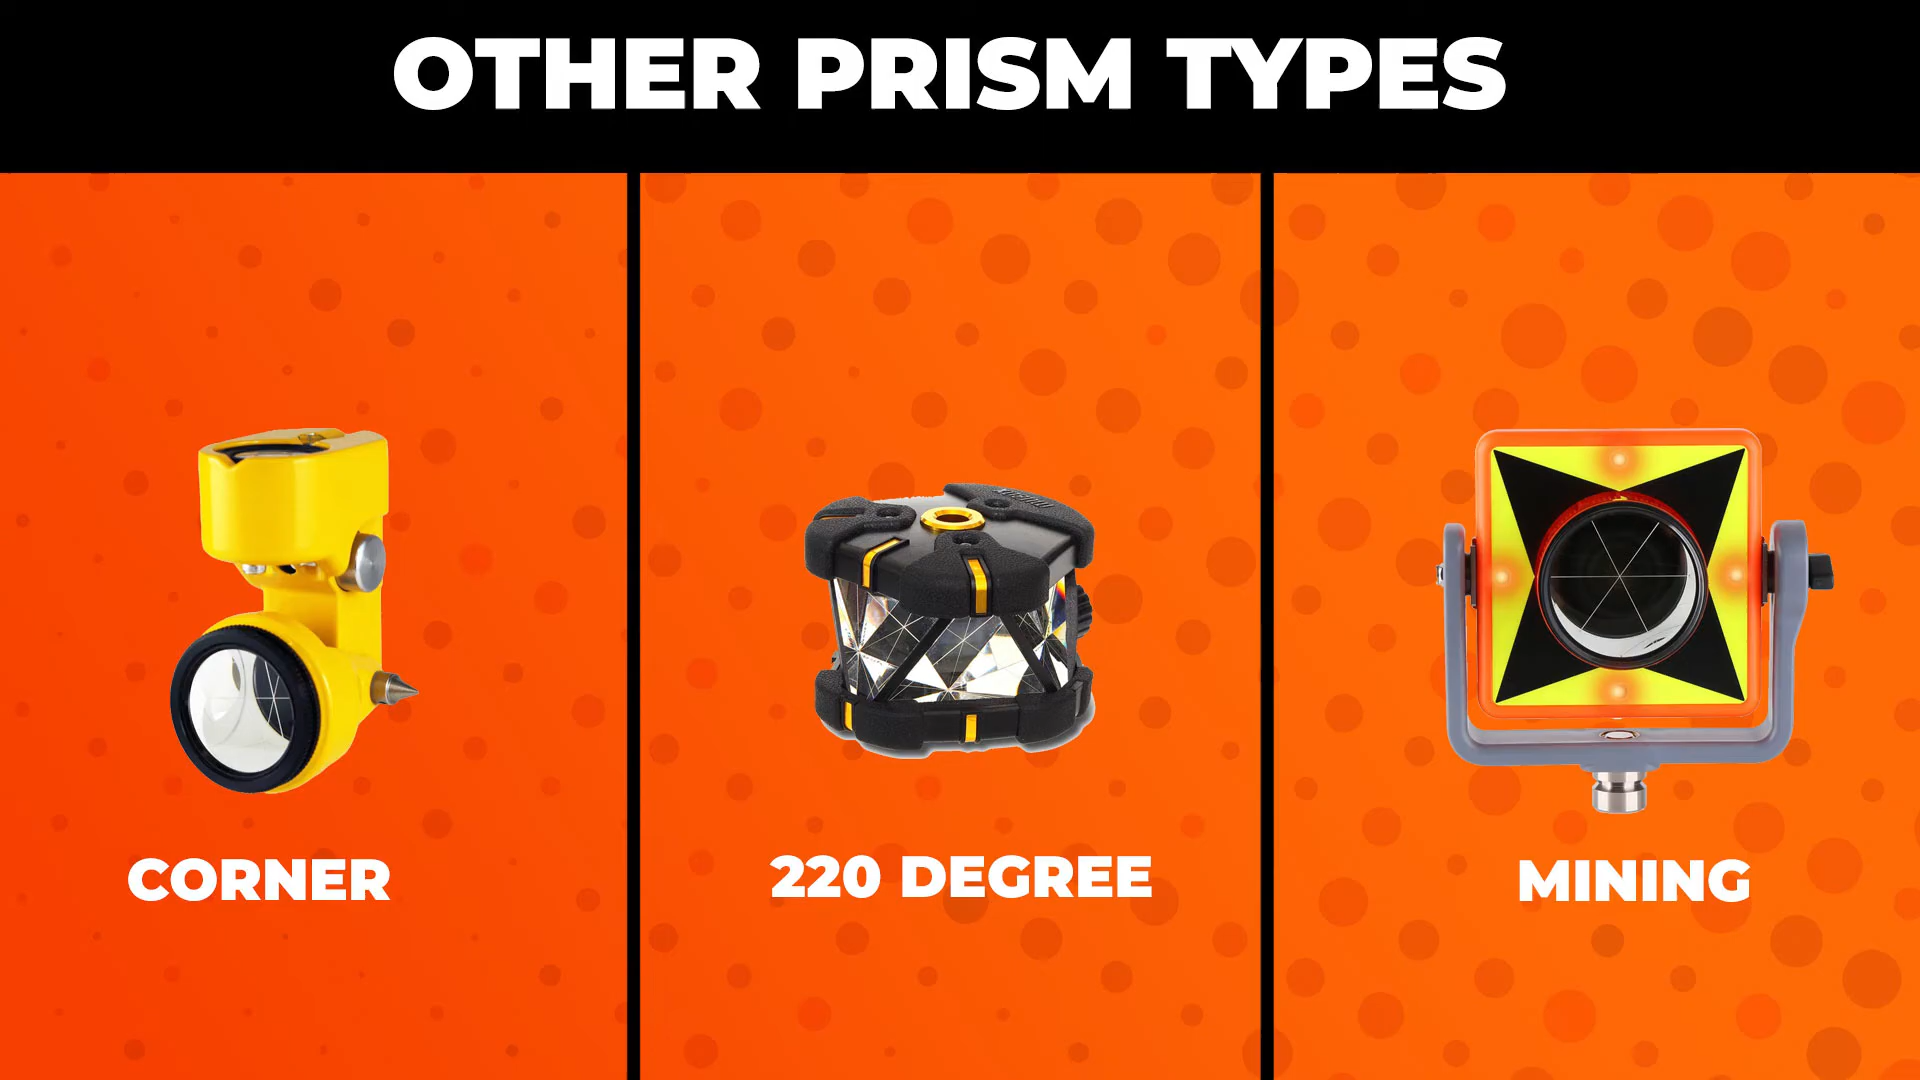 OTHER PRISM TYPES
CORNER
220 DEGREE
MINING